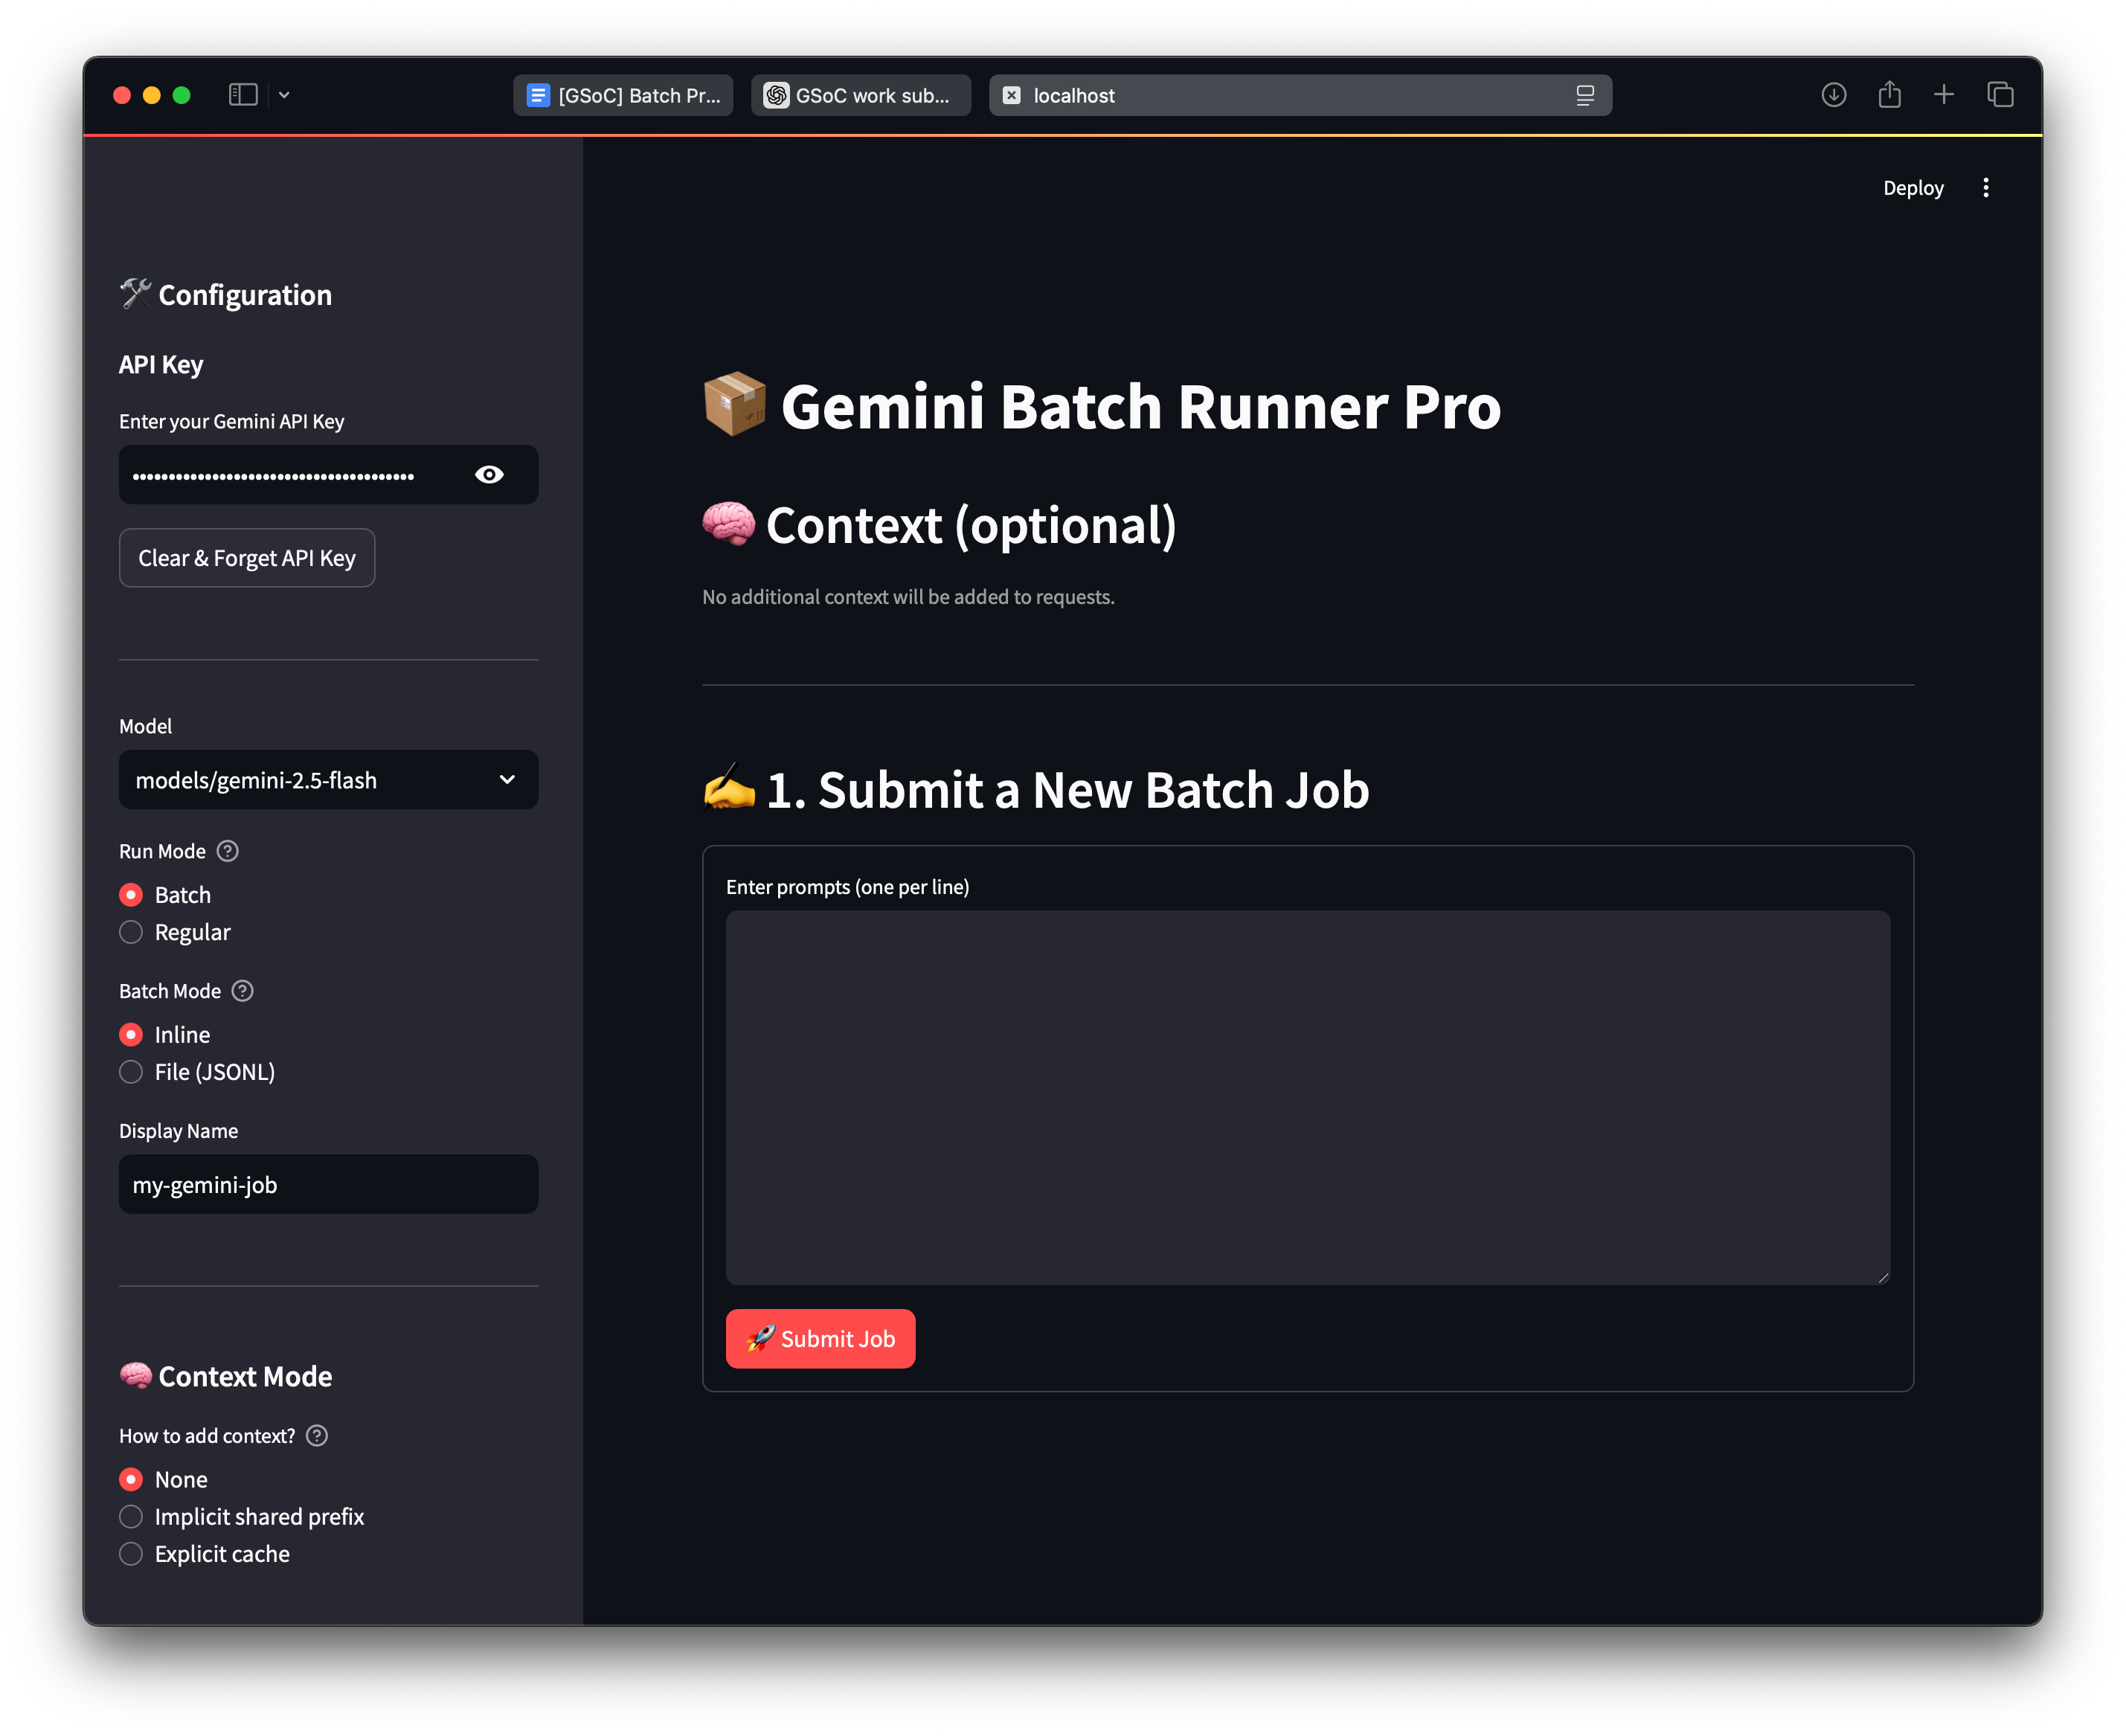 [GSoC] Batch Pr...
GSoC work sub...
localhost
Deploy
🛠️ Configuration
API Key
Enter your Gemini API Key
••••••••••••••••••••••••••••••••••••••••
Clear & Forget API Key
Model
models/gemini-2.5-flash
Run Mode
Batch
Regular
Batch Mode
Inline
File (JSONL)
Display Name
my-gemini-job
🧠 Context Mode
How to add context?
None
Implicit shared prefix
Explicit cache
📦 Gemini Batch Runner Pro
🧠 Context (optional)
No additional context will be added to requests.
✍️ 1. Submit a New Batch Job
Enter prompts (one per line)
🚀 Submit Job